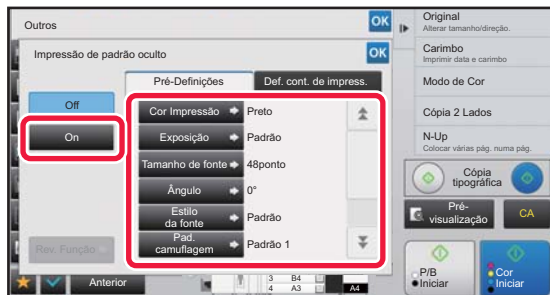 Outros
OK
Impressão de padrão oculto
OK
Pré-Definições
Def. cont. de impress.
Off
On
Cor Impressão
Preto
Exposição
Padrão
Tamanho de fonte
48ponto
Ângulo
0°
Estilo
da fonte
Padrão
Pad.
camuflagem
Padrão 1
Rev. Função
Anterior
3 B4
4 A3
A4
Original
Alterar tamanho/direção.
Carimbo
Imprimir data e carimbo
Modo de Cor
Cópia 2 Lados
N-Up
Colocar várias pág. numa pág.
Cópia
tipográfica
Pré-
visualização
CA
P/B
Iniciar
Cor
Iniciar